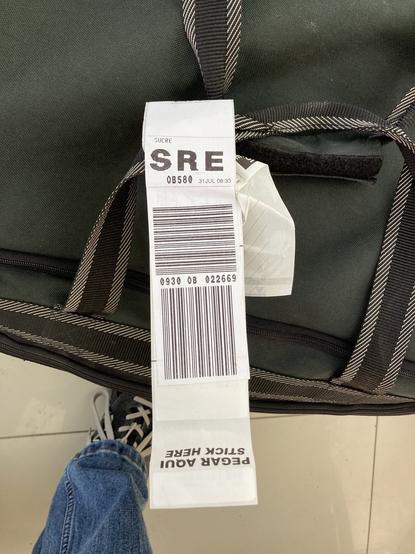 SUCRE
SRE
OB580 31JUL 08:30
0930 OB 022669
PEGAR AQUI
STICK HERE